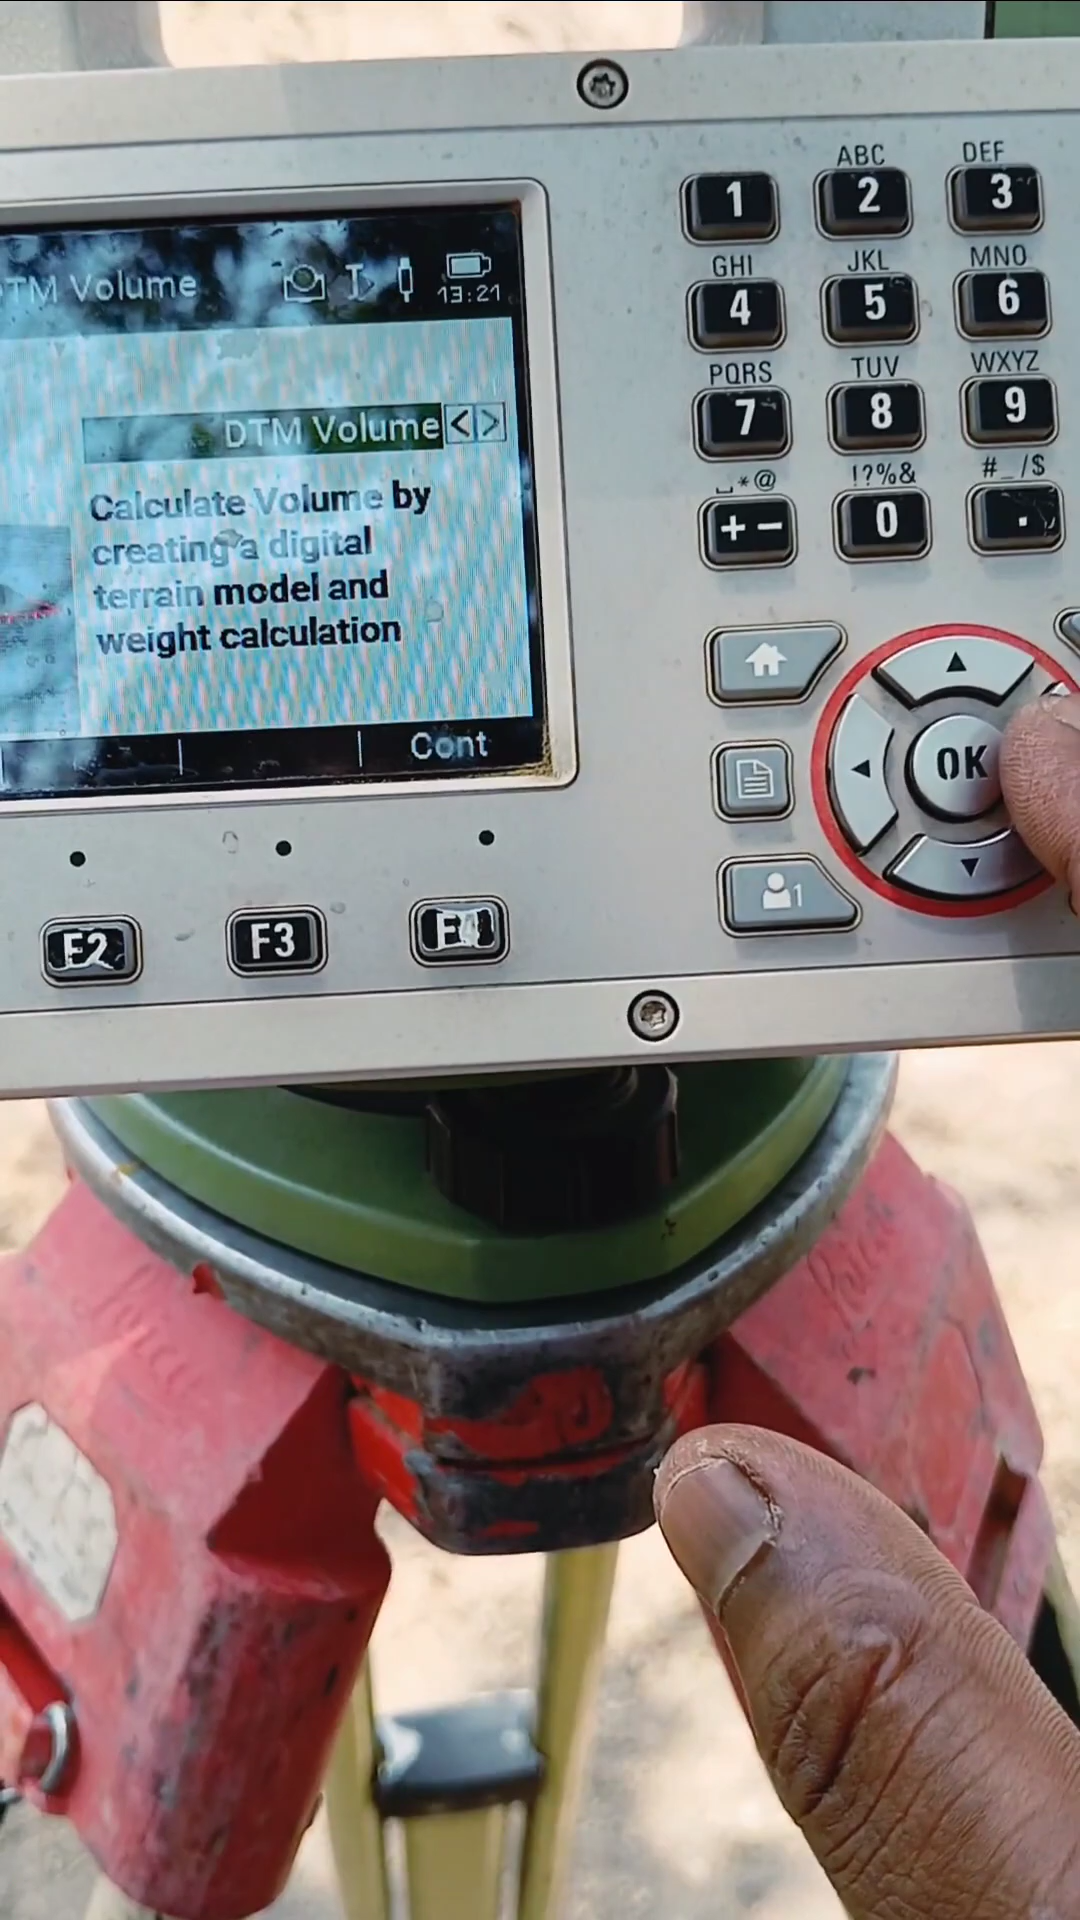 TM Volume
13:21
DTM Volume
Calculate Volume by
creating a digital
terrain model and
weight calculation
Cont
F2
F3
F4
1
ABC
2
DEF
3
GHI
4
JKL
5
MNO
6
PQRS
7
TUV
8
WXYZ
9
␣*@
+ −
!?%&
0
#_/$
.
OK
1